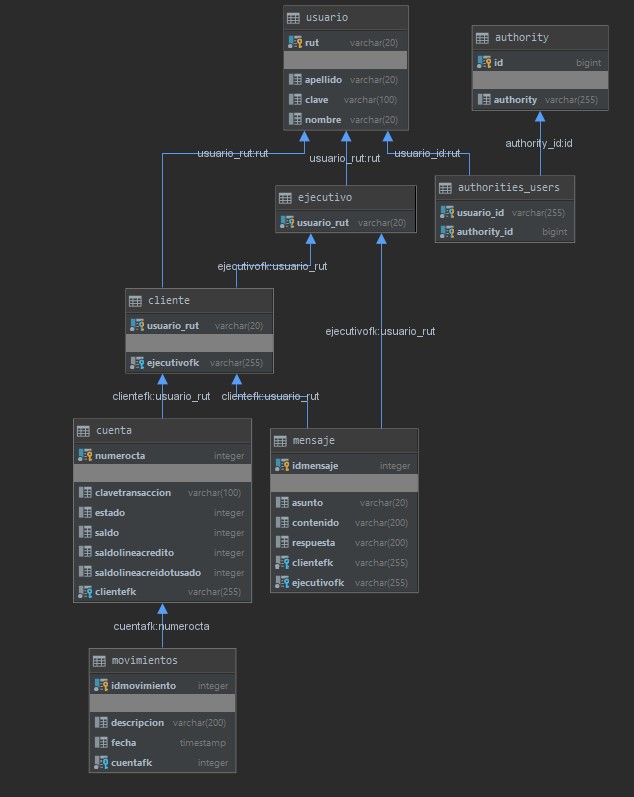 usuario
rut varchar(20)
apellido varchar(20)
clave varchar(100)
nombre varchar(20)
authority
id bigint
authority varchar(255)
usuario_rut:rut
usuario_rut:rut
usuario_id:rut
authority_id:id
ejecutivo
usuario_rut varchar(20)
authorities_users
usuario_id varchar(255)
authority_id bigint
ejecutivofk:usuario_rut
cliente
usuario_rut varchar(20)
ejecutivofk varchar(255)
ejecutivofk:usuario_rut
clientefk:usuario_rut
clientefk:usuario_rut
cuenta
numerocta integer
clavetransaccion varchar(100)
estado integer
saldo integer
saldolineacredito integer
saldolineacreidotusado integer
clientefk varchar(255)
mensaje
idmensaje integer
asunto varchar(20)
contenido varchar(200)
respuesta varchar(200)
clientefk varchar(255)
ejecutivofk varchar(255)
cuentafk:numerocta
movimientos
idmovimiento integer
descripcion varchar(200)
fecha timestamp
cuentafk integer